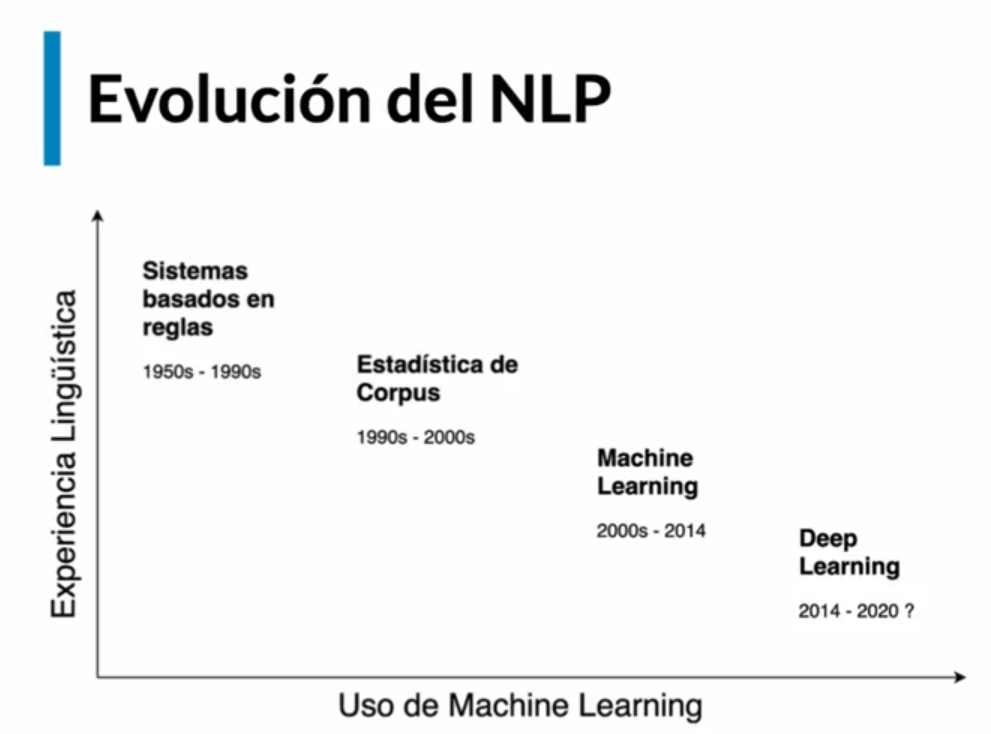 Evolución del NLP
Experiencia Lingüística
Sistemas
basados en
reglas
1950s - 1990s
Estadística de
Corpus
1990s - 2000s
Machine
Learning
2000s - 2014
Deep
Learning
2014 - 2020 ?
Uso de Machine Learning